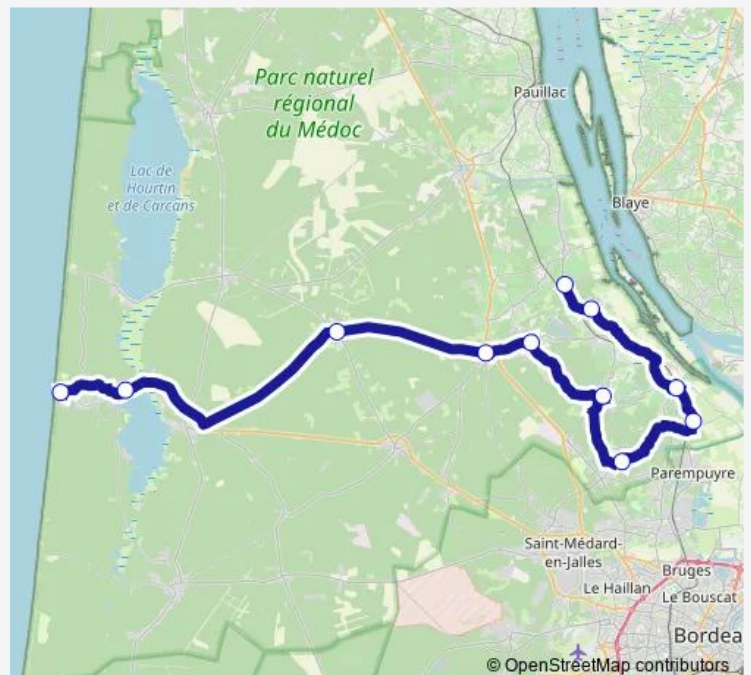 Parc naturel
régional
du Médoc
Pauillac
Lac de
Hourtin
et de Carcans
Blaye
Parempuyre
Saint-Médard-
en-Jalles
Bruges
Le Haillan
Le Bouscat
Bordea
© OpenStreetMap contributors